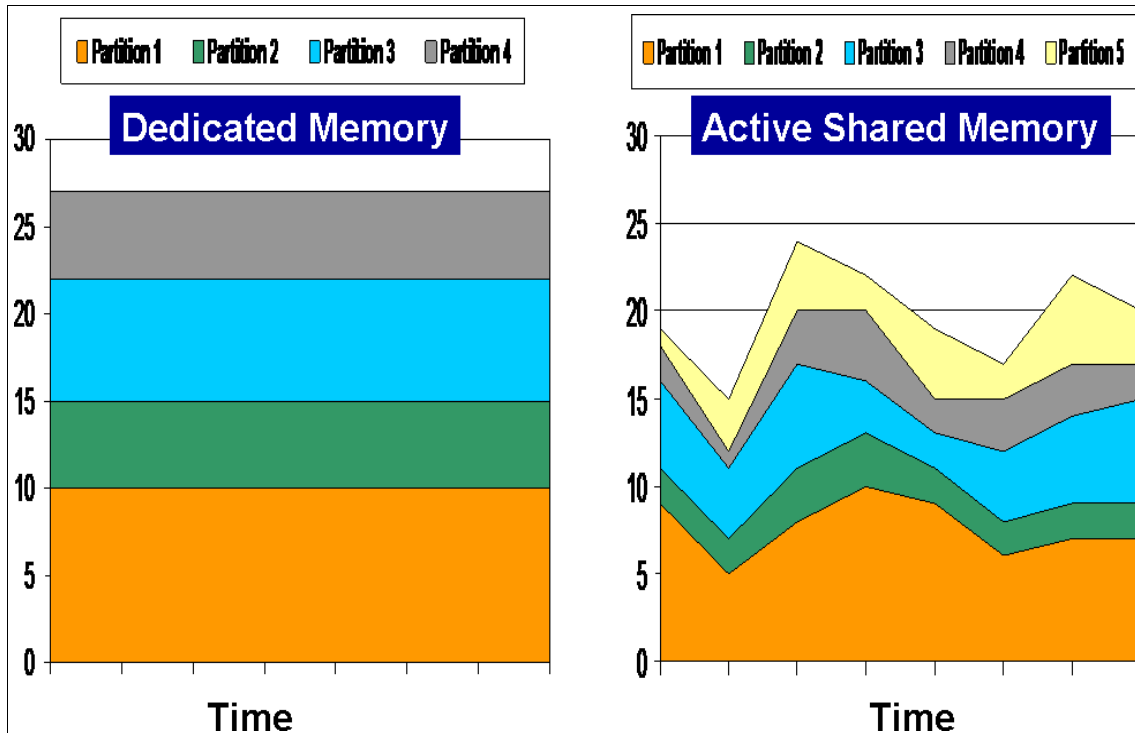 Partition 1 Partition 2 Partition 3 Partition 4
Dedicated Memory
30
25
20
15
10
5
0
Time
Partition 1 Partition 2 Partition 3 Partition 4 Partition 5
Active Shared Memory
30
25
20
15
10
5
0
Time